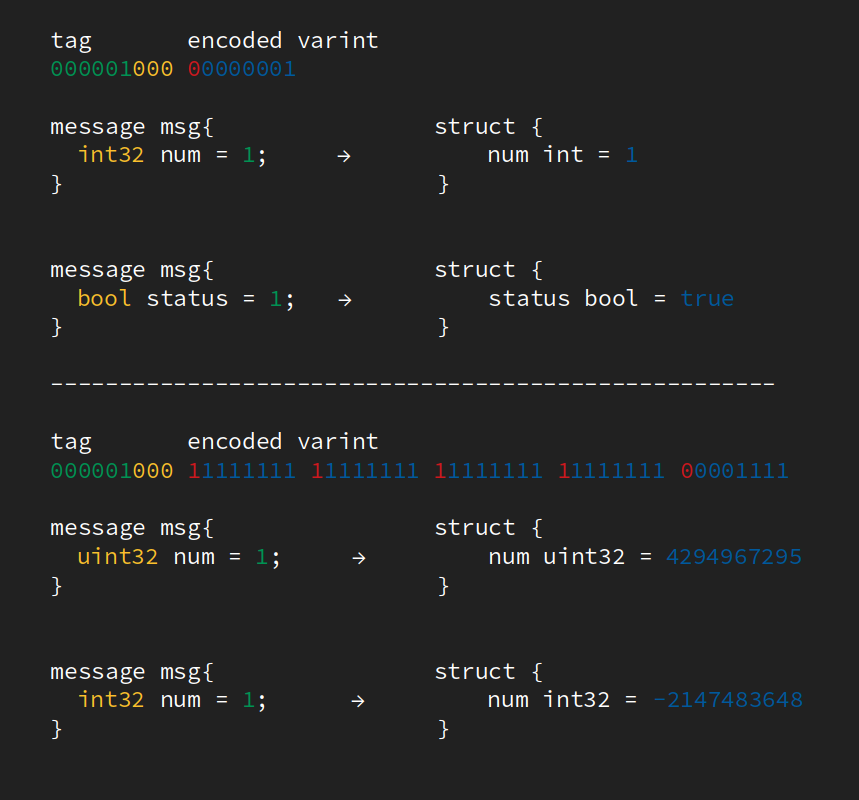 tag encoded varint
000001000 00000001
message msg{ struct {
int32 num = 1; → num int = 1
} }
message msg{ struct {
bool status = 1; → status bool = true
} }
-----------------------------------------------------
tag encoded varint
000001000 11111111 11111111 11111111 11111111 00001111
message msg{ struct {
uint32 num = 1; → num uint32 = 4294967295
} }
message msg{ struct {
int32 num = 1; → num int32 = -2147483648
} }